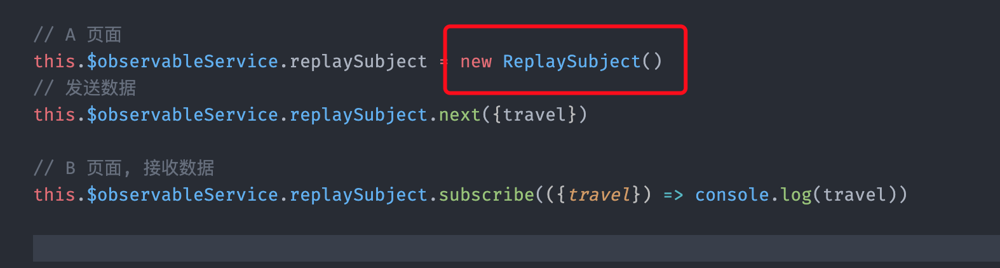 // A 页面
this.$observableService.replaySubject = new ReplaySubject()
// 发送数据
this.$observableService.replaySubject.next({travel})
// B 页面, 接收数据
this.$observableService.replaySubject.subscribe(({travel}) => console.log(travel))